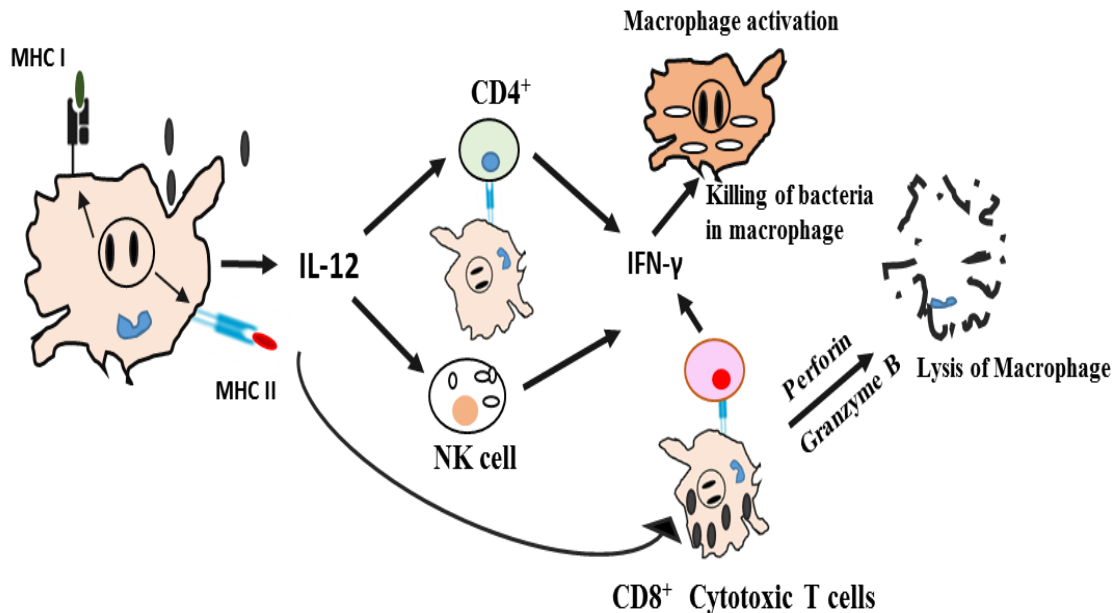 Macrophage activation
MHC I
CD4⁺
Killing of bacteria
in macrophage
IL-12
IFN-γ
MHC II
Perforin
Granzyme B
Lysis of Macrophage
NK cell
CD8⁺ Cytotoxic T cells